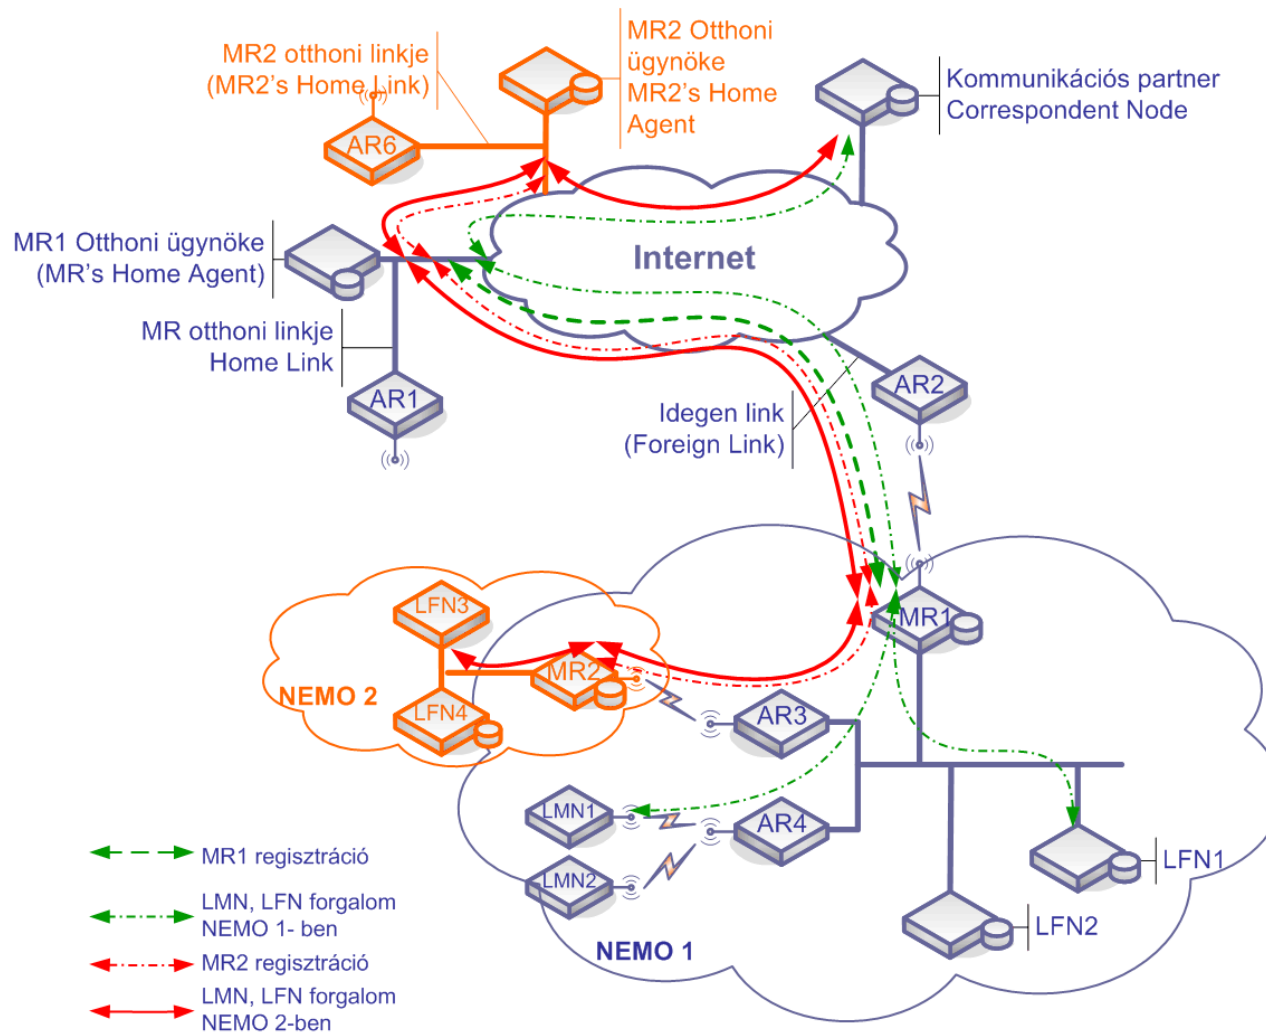 MR2 otthoni linkje
(MR2's Home Link)
MR2 Otthoni
ügynöke
MR2's Home
Agent
Kommunikációs partner
Correspondent Node
AR6
MR1 Otthoni ügynöke
(MR's Home Agent)
Internet
MR otthoni linkje
Home Link
AR1
AR2
Idegen link
(Foreign Link)
LFN3
MR1
MR2
NEMO 2
LFN4
AR3
LMN1
AR4
LMN2
LFN1
LFN2
NEMO 1
MR1 regisztráció
LMN, LFN forgalom
NEMO 1- ben
MR2 regisztráció
LMN, LFN forgalom
NEMO 2-ben